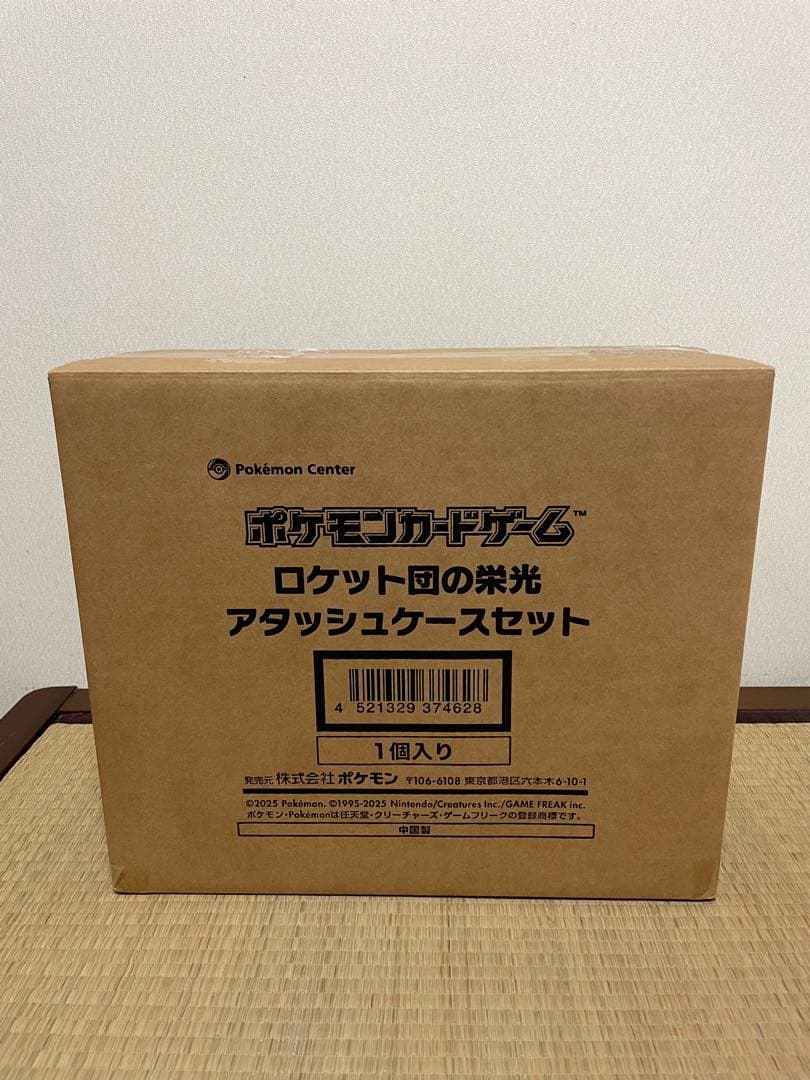 Pokémon Center
ポケモンカードゲーム™
ロケット団の栄光
アタッシュケースセット
4 521329 374628
1個入り
発売元 株式会社 ポケモン 〒106-6108 東京都港区六本木6-10-1
©2025 Pokémon. ©1995-2025 Nintendo/Creatures Inc./GAME FREAK inc.
ポケモン・Pokémonは任天堂・クリーチャーズ・ゲームフリークの登録商標です。
中国製